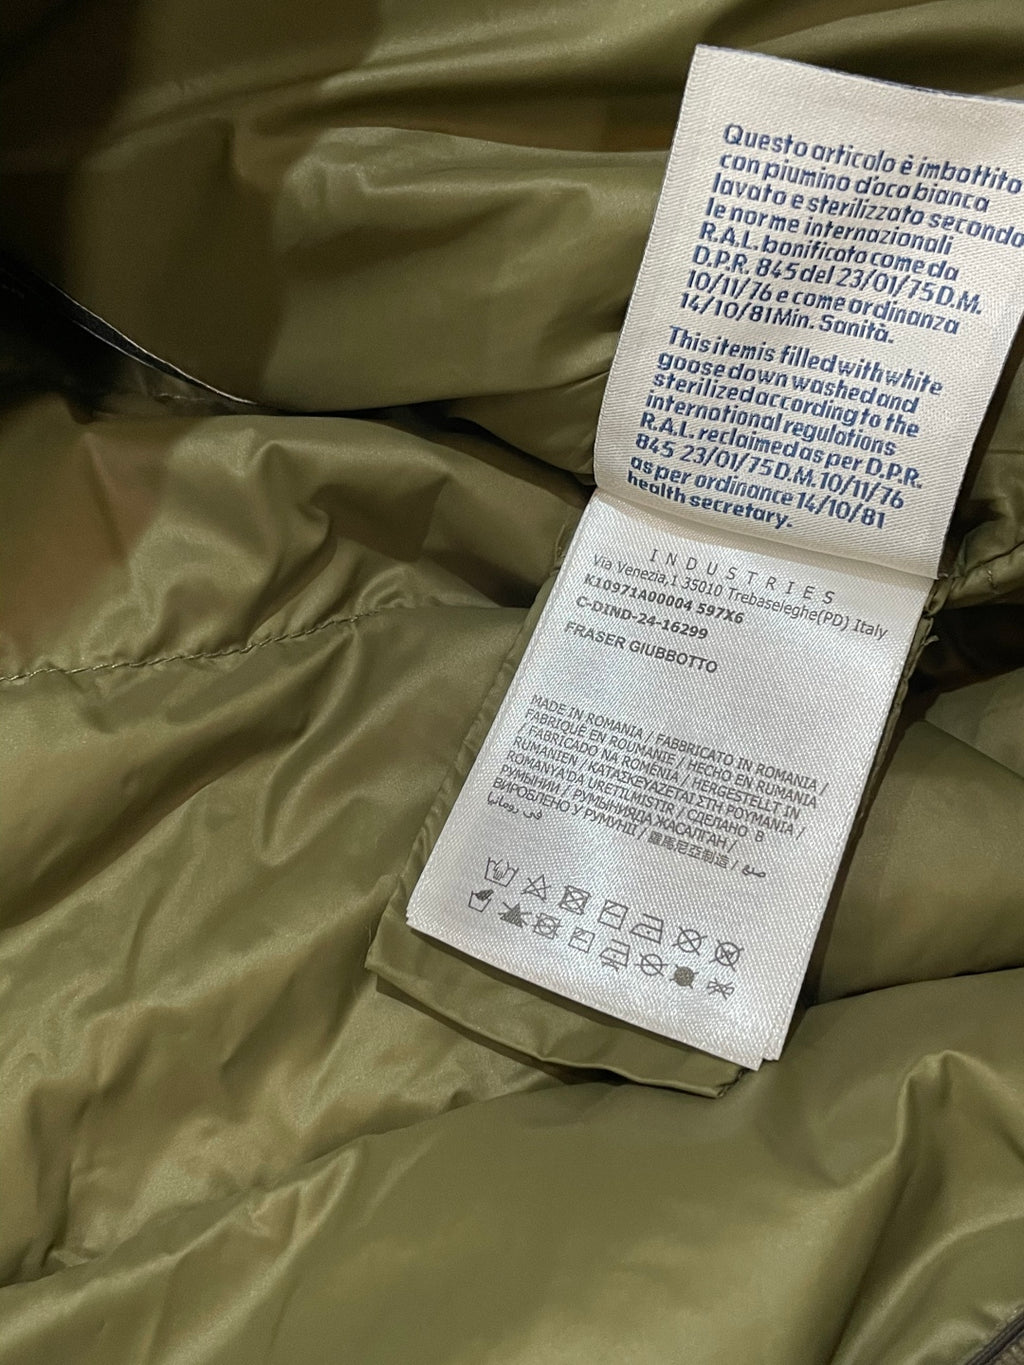 Questo articolo è imbottito
con piumino d'oca bianca
lavato e sterilizzato secondo
le norme internazionali
R.A.L. bonificato come da
D.P.R. 845 del 23/01/75 D.M.
10/11/76 e come ordinanza
14/10/81 Min. Sanità.
This item is filled with white
goose down washed and
sterilized according to the
international regulations
R.A.L. reclaimed as per D.P.R.
845 23/01/75 D.M. 10/11/76
as per ordinance 14/10/81
health secretary.
INDUSTRIES
Via Venezia,1 35010 Trebaseleghe(PD) Italy
K10971A00004 597X6
C-DIND-24-16299
FRASER GIUBBOTTO
MADE IN ROMANIA / FABBRICATO IN ROMANIA /
FABRIQUÉ EN ROUMANIE / HECHO EN RUMANIA
/ FABRICADO NA ROMÉNIA / HERGESTELLT IN
RUMÄNIEN / ΚΑΤΑΣΚΕΥΑΖΕΤΑΙ ΣΤΗ ΡΟΥΜΑΝΙΑ /
ROMANYA'DA ÜRETİLMİŞTİR / СДЕЛАНО В
РУМЫНИИ / РУМЫНИЯДА ЖАСАЛҒАН /
ВИРОБЛЕНО У РУМУНІЇ / 羅馬尼亞制造 / صنع
في رومانيا